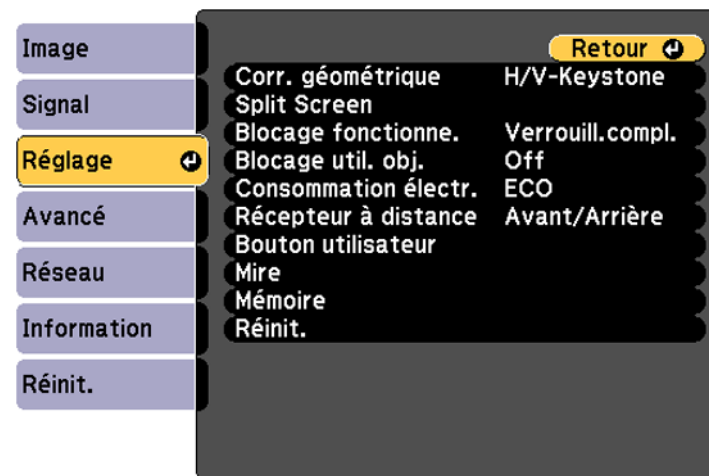 Image
Signal
Réglage
Avancé
Réseau
Information
Réinit.
Retour
Corr. géométrique H/V-Keystone
Split Screen
Blocage fonctionne. Verrouill.compl.
Blocage util. obj. Off
Consommation électr. ECO
Récepteur à distance Avant/Arrière
Bouton utilisateur
Mire
Mémoire
Réinit.